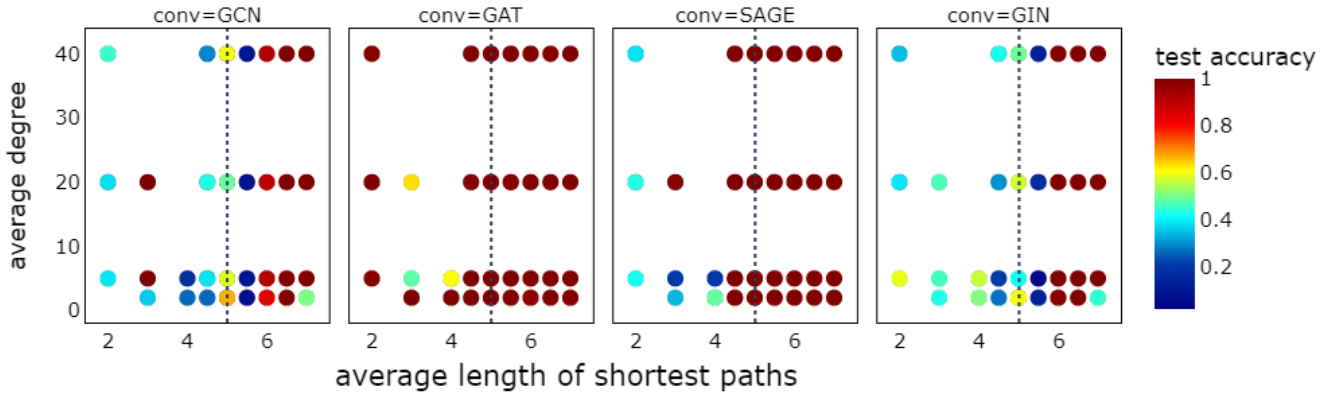 conv=GCN conv=GAT conv=SAGE conv=GIN
test accuracy
average degree
40
30
20
10
0
2 4 6 2 4 6 2 4 6 2 4 6
average length of shortest paths
1
0.8
0.6
0.4
0.2